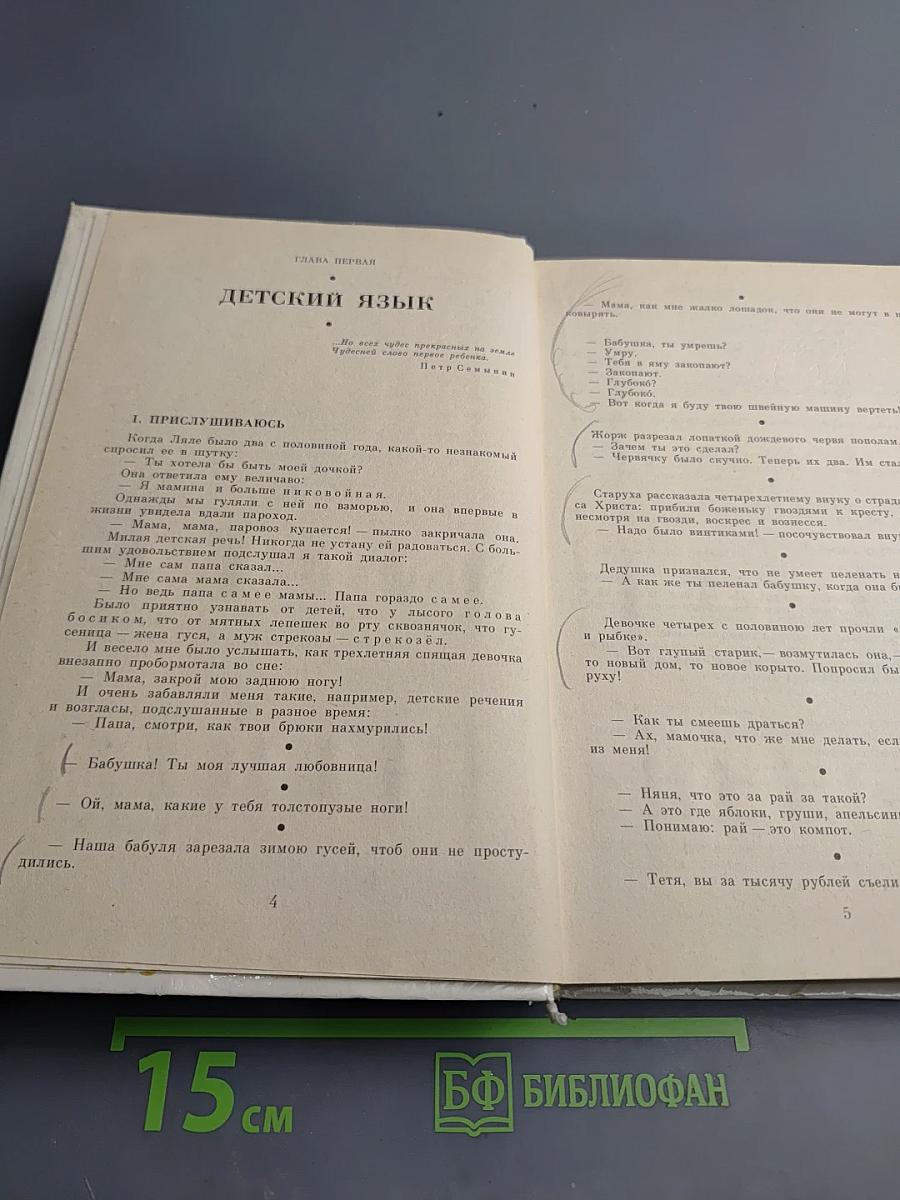 ГЛАВА ПЕРВАЯ
ДЕТСКИЙ ЯЗЫК
...Но всех чудес прекрасных на земле
Чудесней слово первое ребенка.
Петр Семынин
I. ПРИСЛУШИВАЮСЬ
Когда Ляле было два с половиной года, какой-то незнакомый
спросил ее в шутку:
— Ты хотела бы быть моей дочкой?
Она ответила ему величаво:
— Я мамина и больше никовойная.
Однажды мы гуляли с ней по взморью, и она впервые в
жизни увидела вдали пароход.
— Мама, мама, паровоз купается! — пылко закричала она.
Милая детская речь! Никогда не устану ей радоваться. С боль-
шим удовольствием подслушал я такой диалог:
— Мне сам папа сказал...
— Мне сама мама сказала...
— Но ведь папа самее мамы... Папа гораздо самее.
Было приятно узнавать от детей, что у лысого голова
босиком, что от мятных лепешек во рту сквознячок, что гу-
сеница — жена гуся, а муж стрекозы — стрекозёл.
И весело мне было услышать, как трехлетняя спящая девочка
внезапно пробормотала во сне:
— Мама, закрой мою заднюю ногу!
И очень забавляли меня такие, например, детские речения
и возгласы, подслушанные в разное время:
— Папа, смотри, как твои брюки нахмурились!
— Бабушка! Ты моя лучшая любовница!
— Ой, мама, какие у тебя толстопузые ноги!
— Наша бабуля зарезала зимою гусей, чтоб они не просту-
дились.
4
— Мама, как мне жалко лошадок, что они не могут в н
ковырять.
— Бабушка, ты умрешь?
— Умру.
— Тебя в яму закопают?
— Закопают.
— Глубоко́?
— Глубоко́.
— Вот когда я буду твою швейную машину вертеть!
Жорж разрезал лопаткой дождевого червя пополам.
— Зачем ты это сделал?
— Червячку было скучно. Теперь их два. Им стал
Старуха рассказала четырехлетнему внуку о страда
са Христа: прибили боженьку гвоздями к кресту,
несмотря на гвозди, воскрес и вознесся.
— Надо было винтиками! — посочувствовал вну
Дедушка признался, что не умеет пеленать н
— А как же ты пеленал бабушку, когда она б
Девочке четырех с половиною лет прочли «
и рыбке».
— Вот глупый старик,— возмутилась она,—
то новый дом, то новое корыто. Попросил бы
руху!
— Как ты смеешь драться?
— Ах, мамочка, что же мне делать, есл
из меня!
— Няня, что это за рай за такой?
— А это где яблоки, груши, апельсин
— Понимаю: рай — это компот.
— Тетя, вы за тысячу рублей съели
5
15 см
БФ БИБЛИОФАН